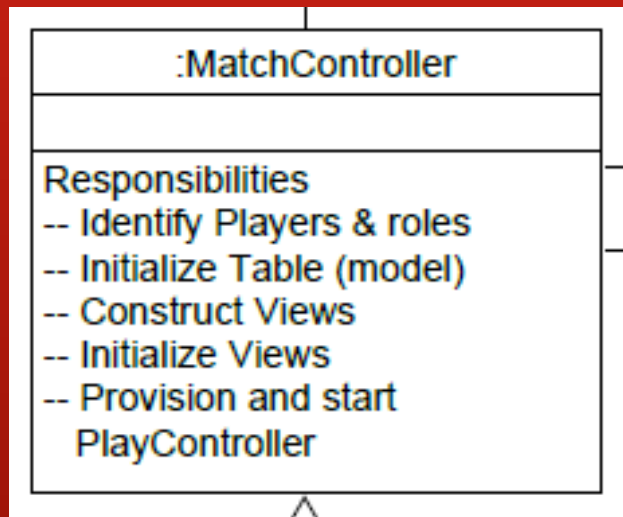 :MatchController
Responsibilities
-- Identify Players & roles
-- Initialize Table (model)
-- Construct Views
-- Initialize Views
-- Provision and start
PlayController